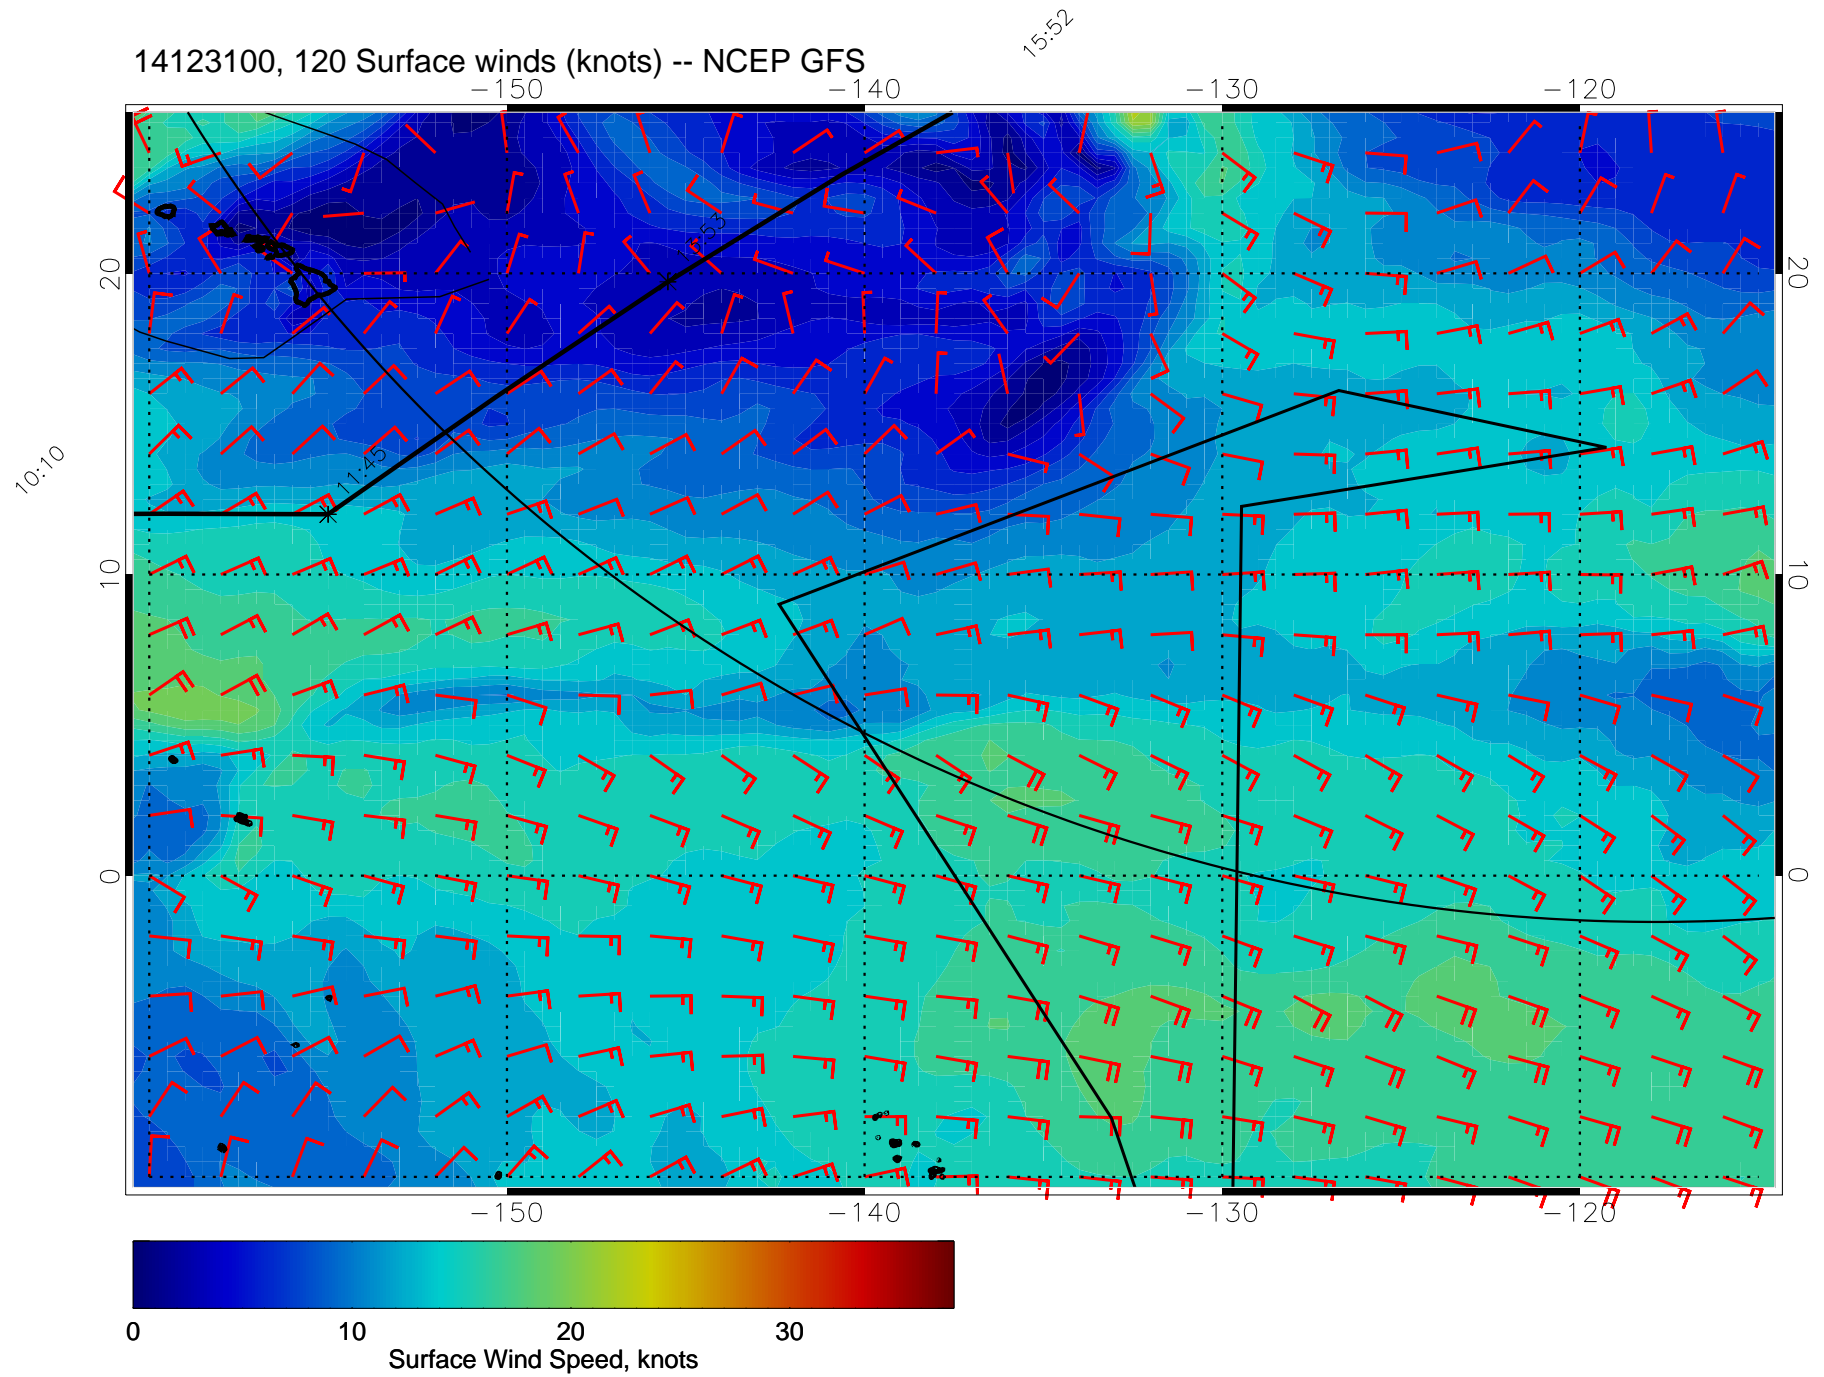 15:52
14123100, 120 Surface winds (knots) -- NCEP GFS
−150 −140 −130 −120
20 20
10:10
11:45
10 10
0 0
−150 −140 −130 −120
0 10 20 30
Surface Wind Speed, knots